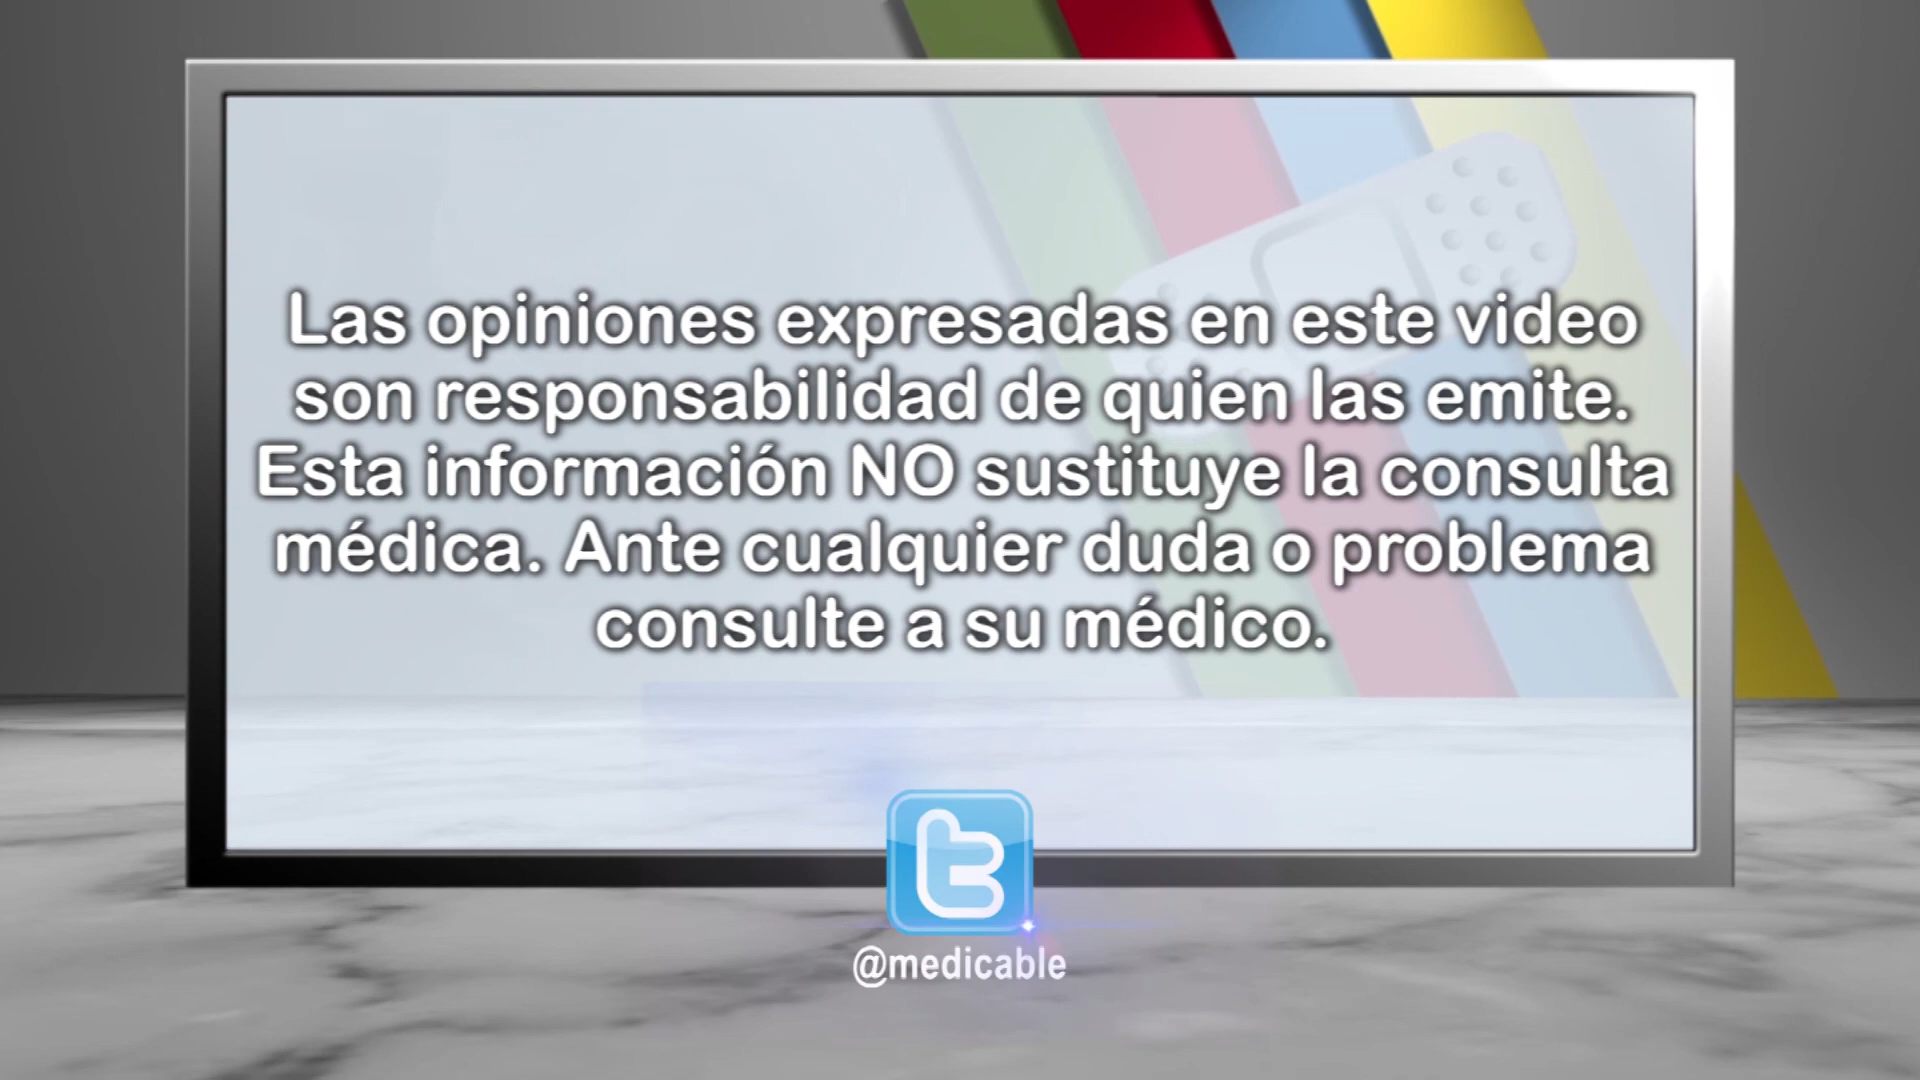 Las opiniones expresadas en este video
son responsabilidad de quien las emite.
Esta información NO sustituye la consulta
médica. Ante cualquier duda o problema
consulte a su médico.
@medicable